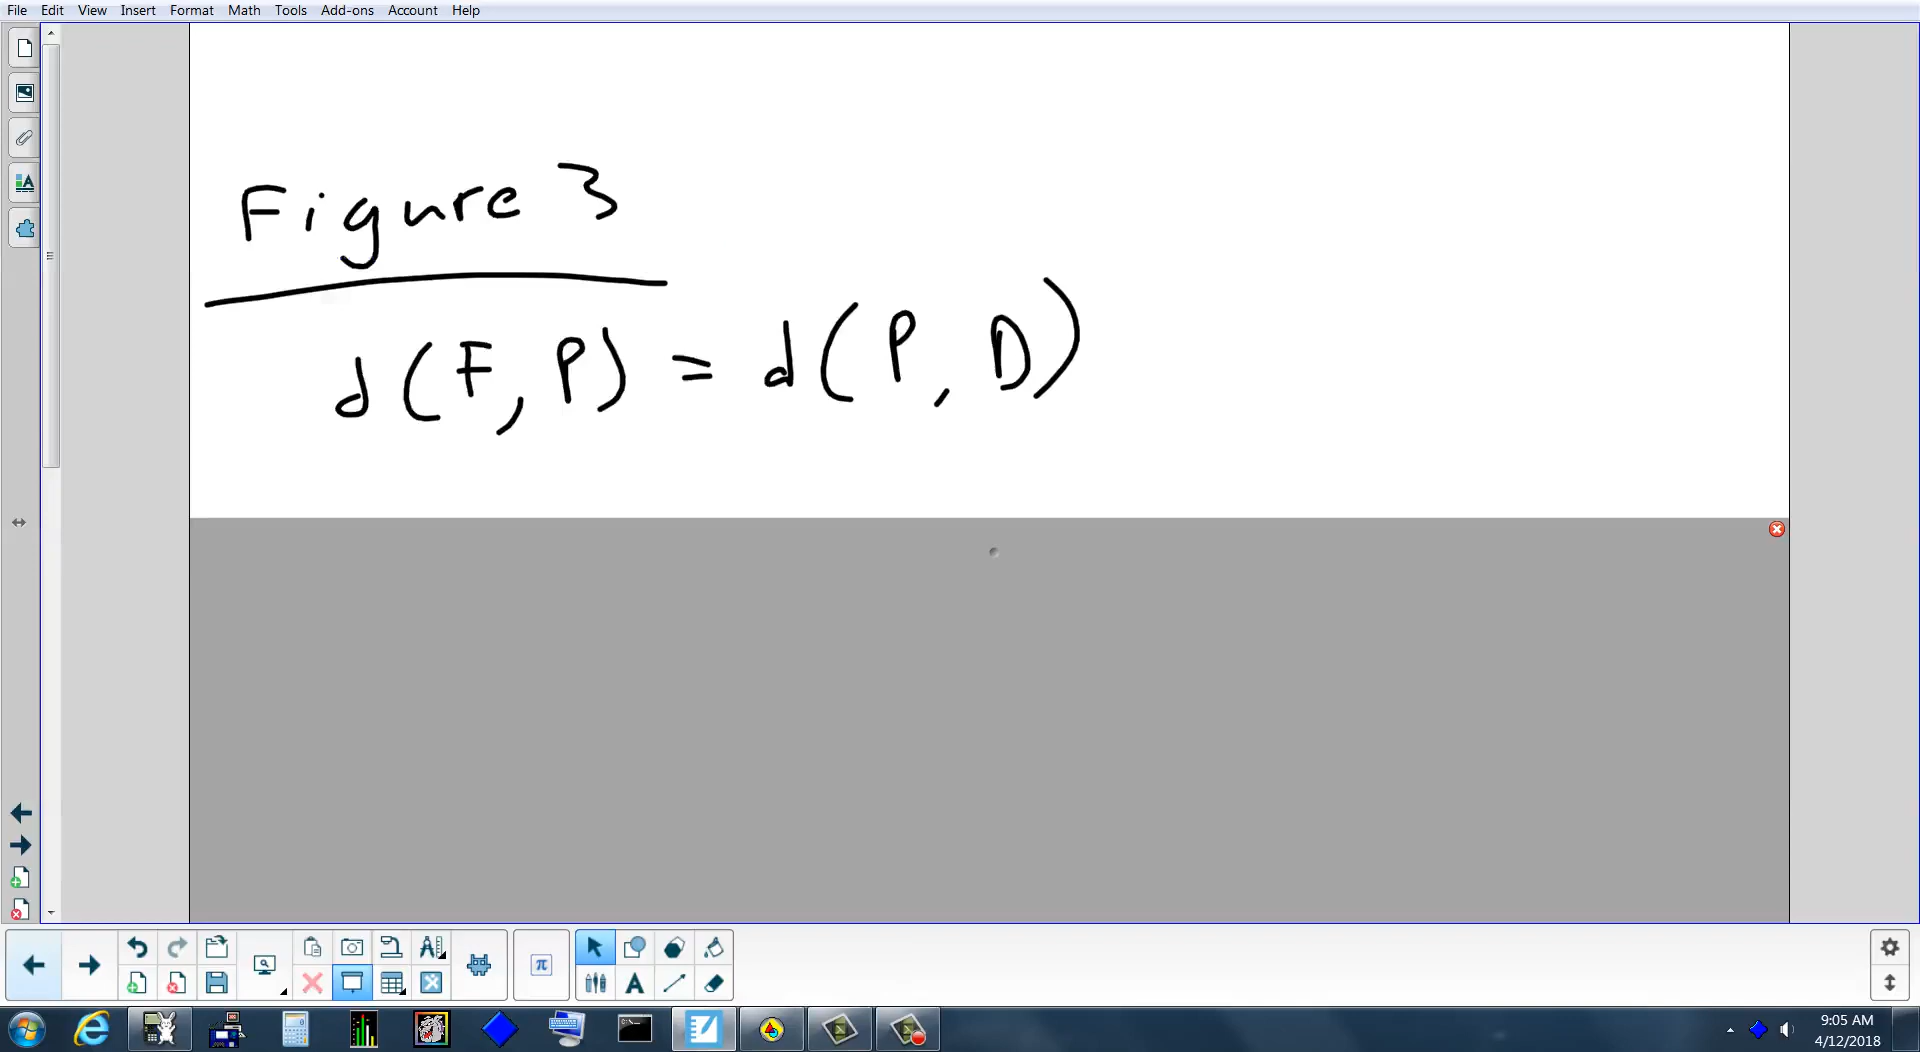 File Edit View Insert Format Math Tools Add-ons Account Help
Figure 3
d(F, P) = d(P, D)
π
A
9:05 AM
4/12/2018